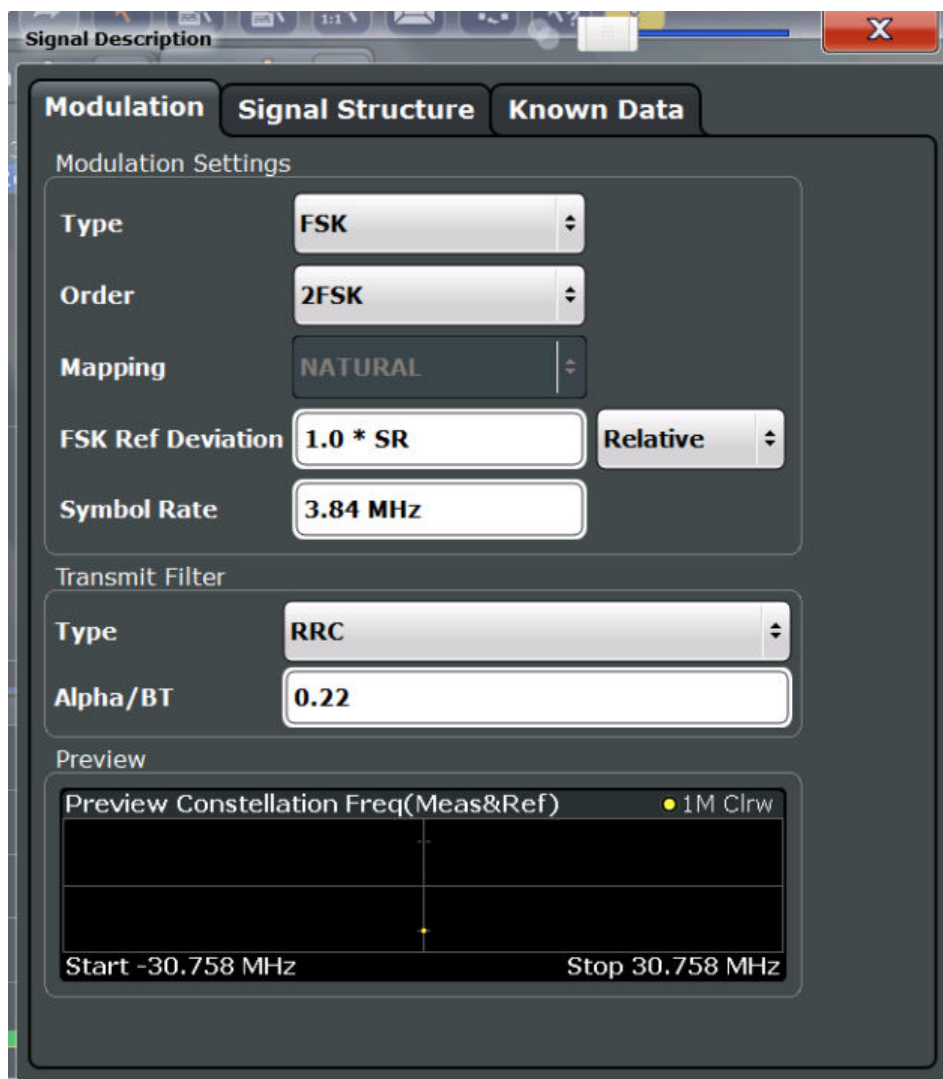 1:1
Signal Description
X
Modulation Signal Structure Known Data
Modulation Settings
Type FSK
Order 2FSK
Mapping NATURAL
FSK Ref Deviation 1.0 * SR Relative
Symbol Rate 3.84 MHz
Transmit Filter
Type RRC
Alpha/BT 0.22
Preview
Preview Constellation Freq(Meas&Ref) 1M Clrw
Start -30.758 MHz Stop 30.758 MHz